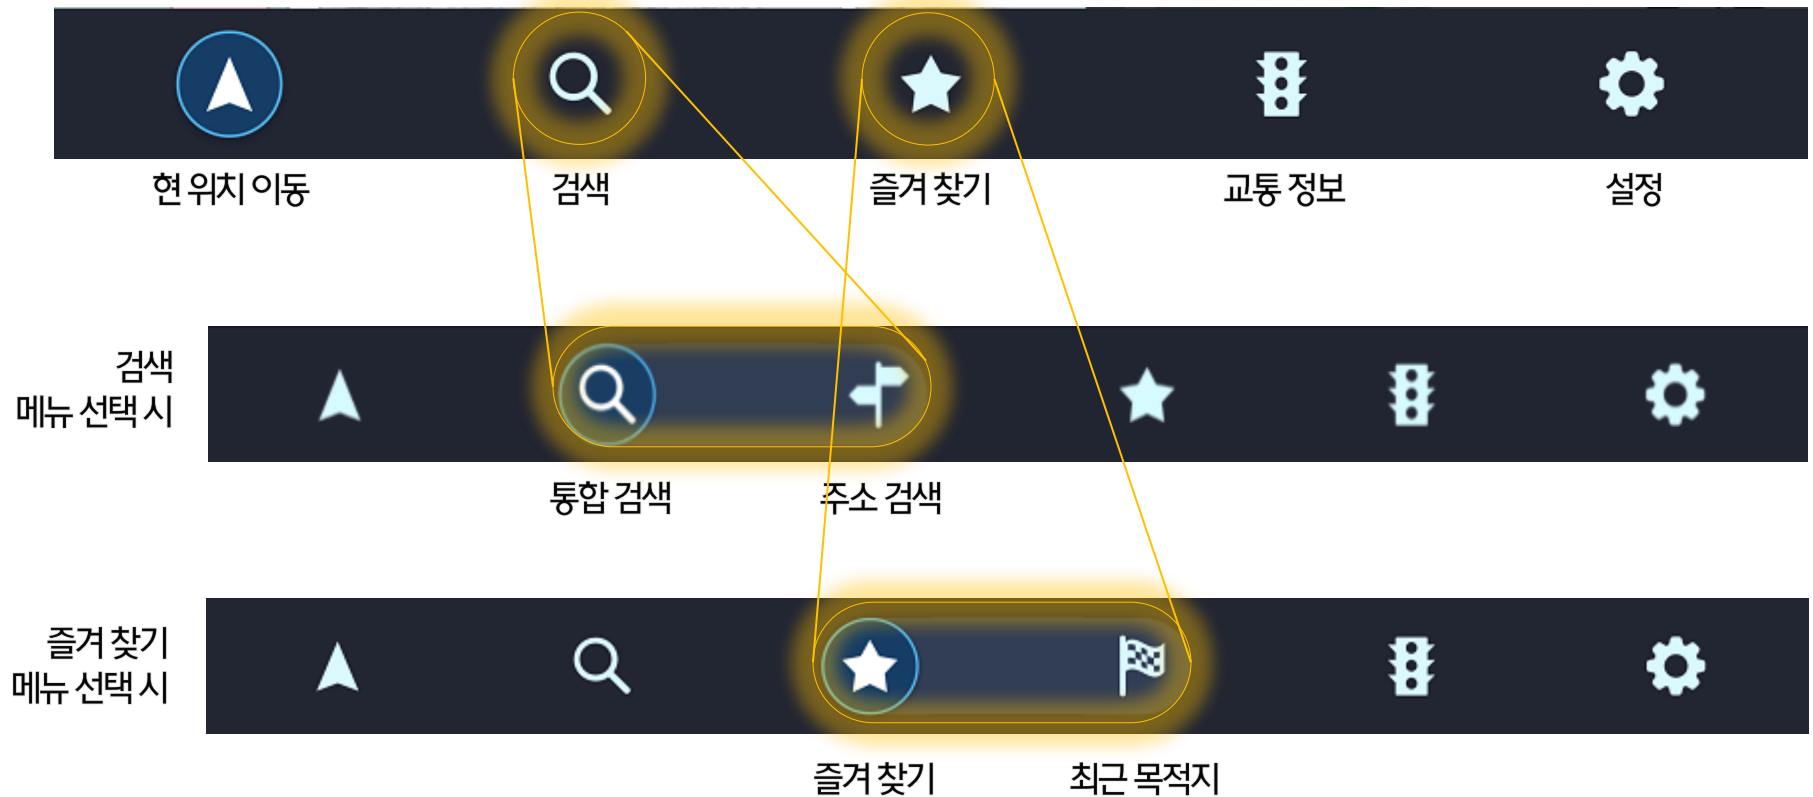 현 위치 이동
검색
즐겨 찾기
교통 정보
설정
검색
메뉴 선택 시
통합 검색
주소 검색
즐겨 찾기
메뉴 선택 시
즐겨 찾기
최근 목적지